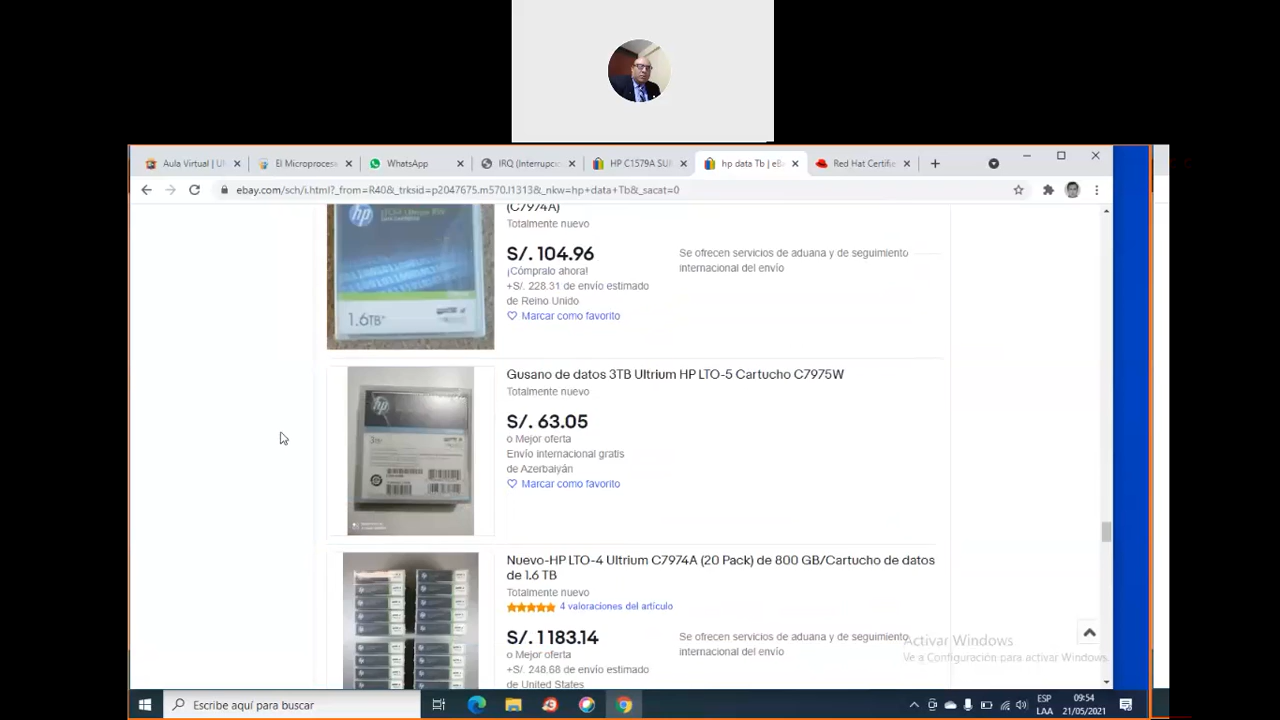 Aula Virtual | U
El Microproces
WhatsApp
IRQ (Interrupci
HP C1579A SU
hp data Tb | eB
Red Hat Certifi
ebay.com/sch/i.html?_from=R40&_trksid=p2047675.m570.l1313&_nkw=hp+data+Tb&_sacat=0
(C7974A)
Totalmente nuevo
S/. 104.96
¡Cómpralo ahora!
+S/. 228.31 de envío estimado
de Reino Unido
Marcar como favorito
Se ofrecen servicios de aduana y de seguimiento
internacional del envío
hp
1.6TB
Gusano de datos 3TB Ultrium HP LTO-5 Cartucho C7975W
Totalmente nuevo
S/. 63.05
o Mejor oferta
Envío internacional gratis
de Azerbaiyán
Marcar como favorito
hp
3TB
Nuevo-HP LTO-4 Ultrium C7974A (20 Pack) de 800 GB/Cartucho de datos
de 1.6 TB
Totalmente nuevo
4 valoraciones del artículo
S/. 1 183.14
o Mejor oferta
+S/. 248.68 de envío estimado
de United States
Se ofrecen servicios de aduana y de seguimiento
internacional del envío
Activar Windows
Ve a Configuración para activar Windows.
Escribe aquí para buscar
ESP
LAA
09:54
21/05/2021